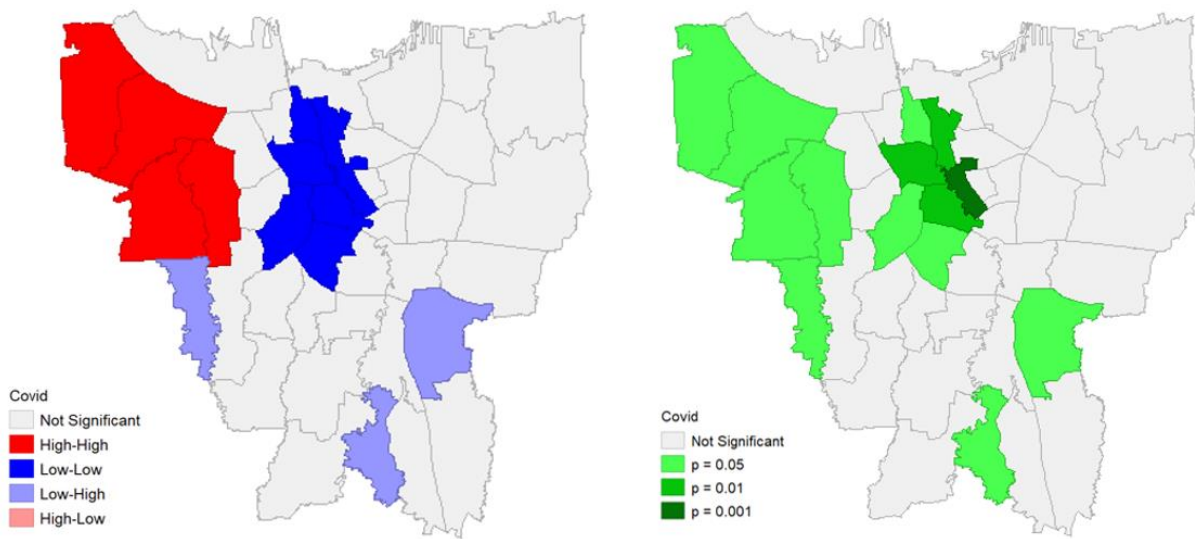 Covid
Not Significant
High-High
Low-Low
Low-High
High-Low
Covid
Not Significant
p = 0.05
p = 0.01
p = 0.001